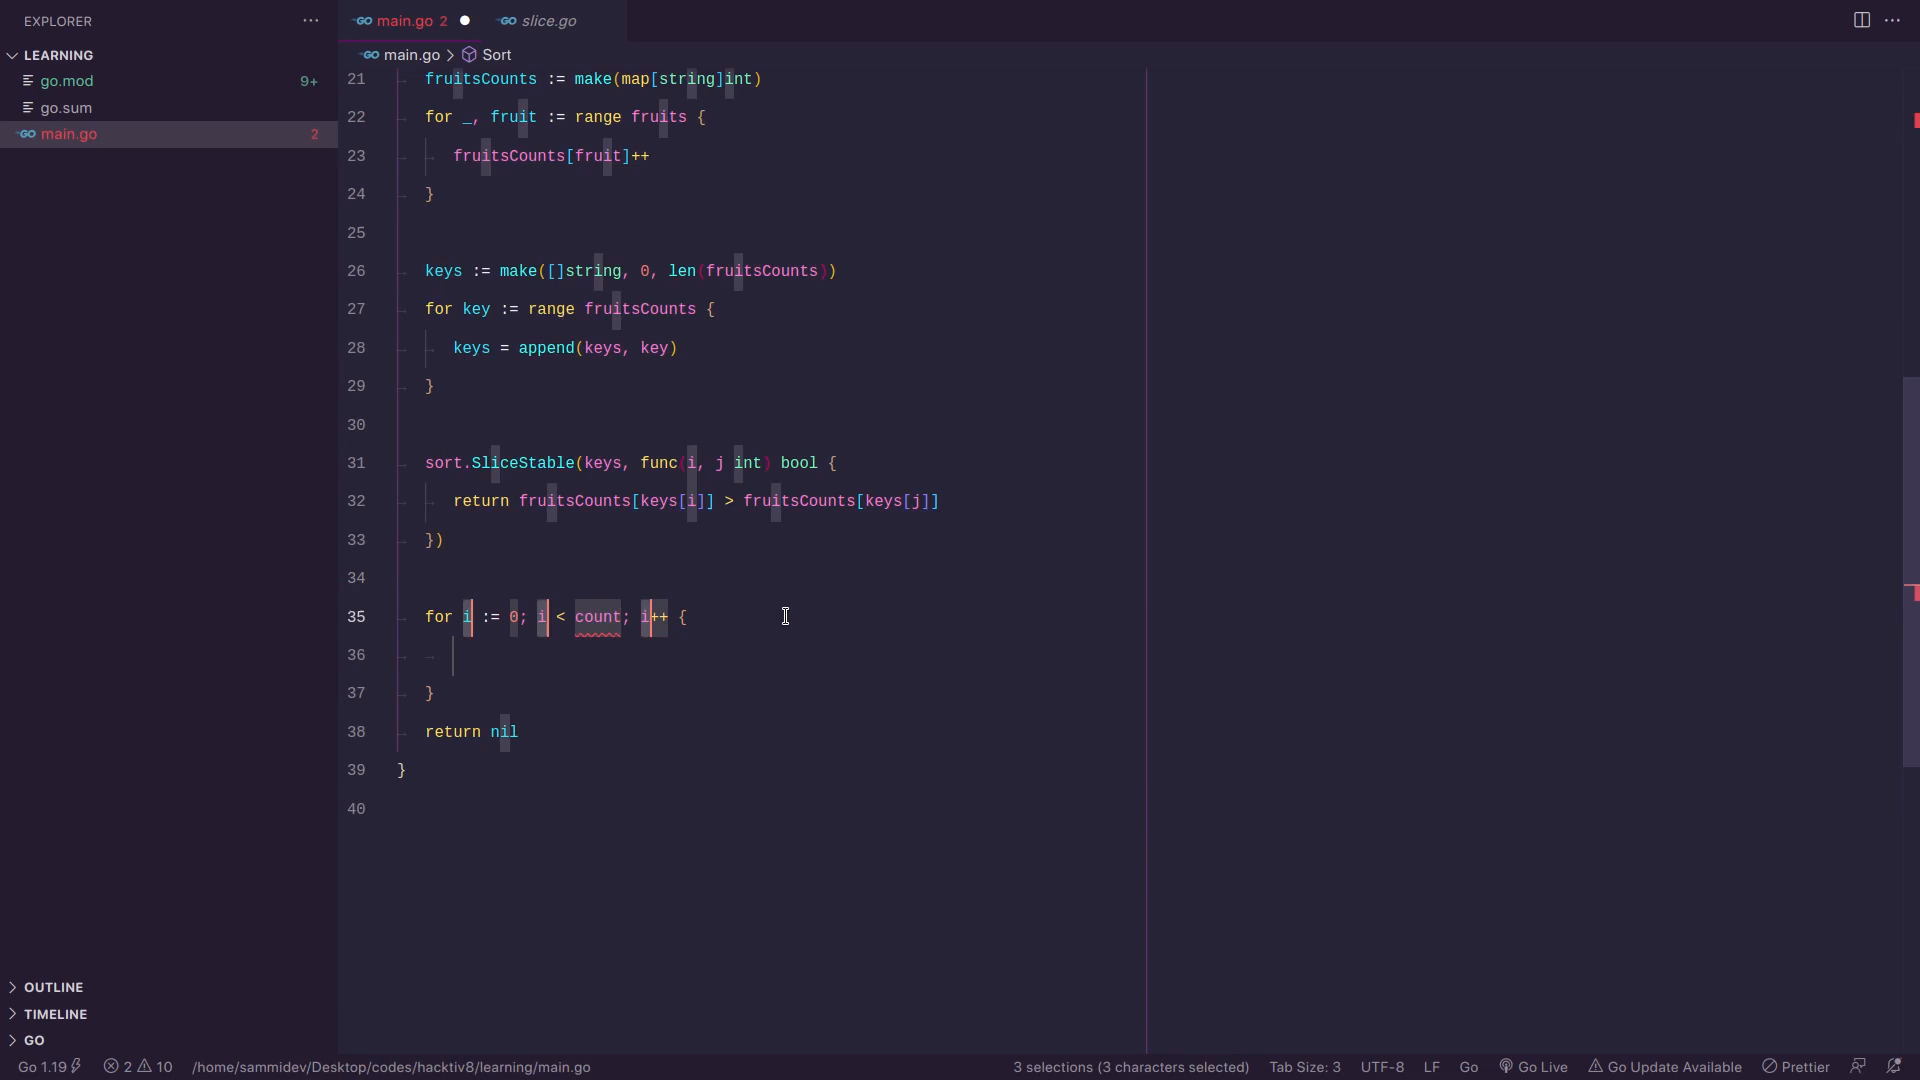 EXPLORER
LEARNING
go.mod 9+
go.sum
main.go 2
main.go 2
slice.go
main.go > Sort
21 fruitsCounts := make(map[string]int)
22 for _, fruit := range fruits {
23 fruitsCounts[fruit]++
24 }
25
26 keys := make([]string, 0, len(fruitsCounts))
27 for key := range fruitsCounts {
28 keys = append(keys, key)
29 }
30
31 sort.SliceStable(keys, func(i, j int) bool {
32 return fruitsCounts[keys[i]] > fruitsCounts[keys[j]]
33 })
34
35 for i := 0; i < count; i++ {
36
37 }
38 return nil
39 }
40
OUTLINE
TIMELINE
GO
Go 1.19 2 10 /home/sammidev/Desktop/codes/hacktiv8/learning/main.go 3 selections (3 characters selected) Tab Size: 3 UTF-8 LF Go Go Live Go Update Available Prettier